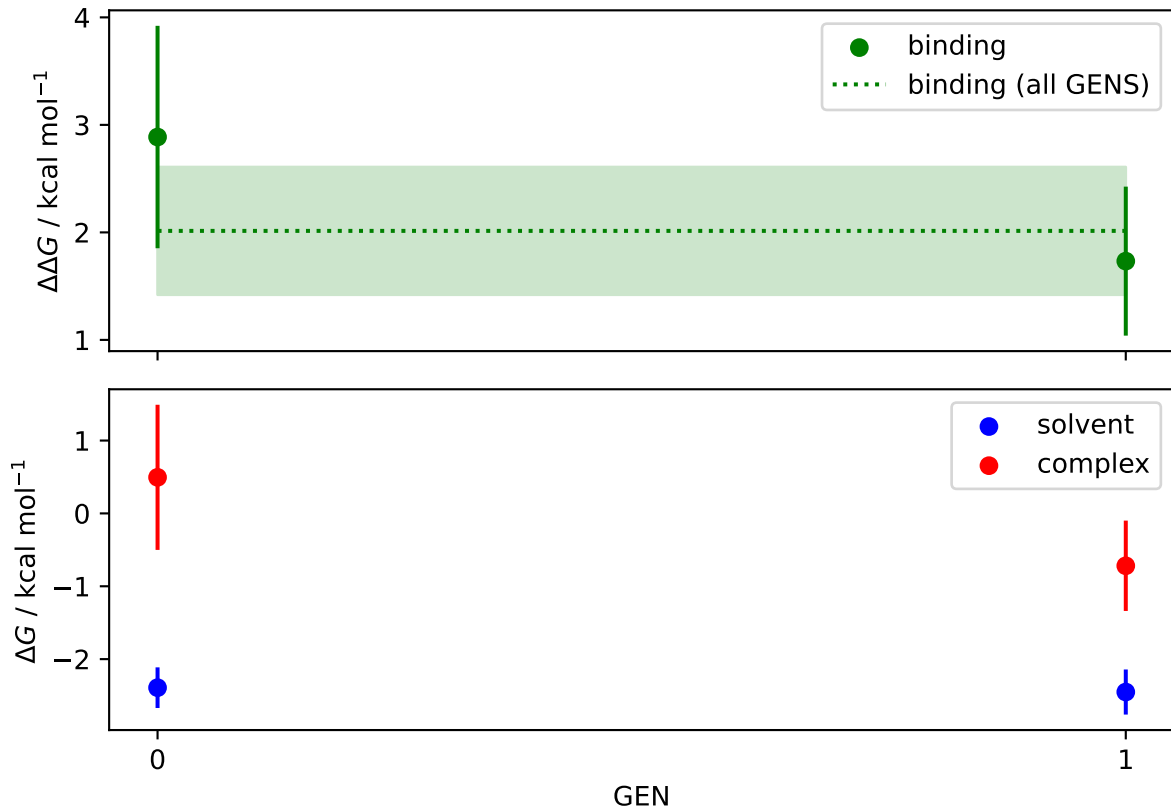 4
3
2
1
ΔΔG / kcal mol⁻¹
binding
binding (all GENS)
1
0
−1
−2
ΔG / kcal mol⁻¹
solvent
complex
0
1
GEN